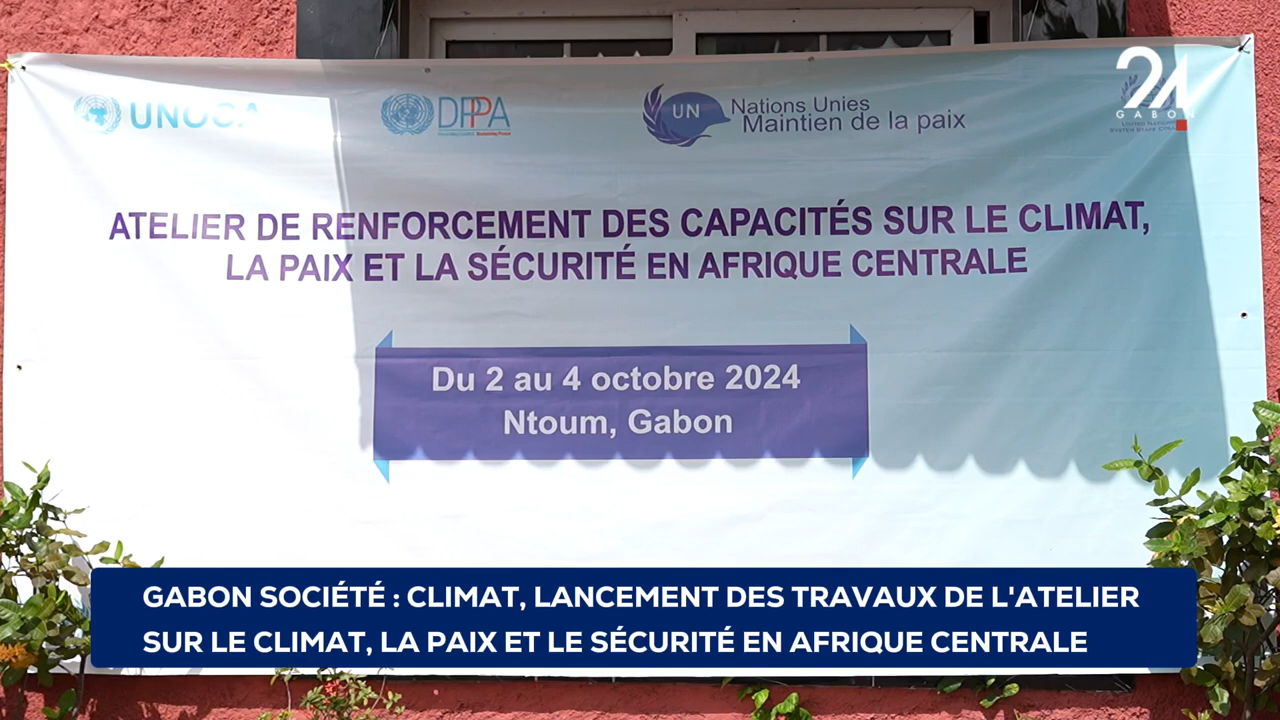 UNOCA
DPPA
UN
Nations Unies
Maintien de la paix
24
GABON
ATELIER DE RENFORCEMENT DES CAPACITÉS SUR LE CLIMAT,
LA PAIX ET LA SÉCURITÉ EN AFRIQUE CENTRALE
Du 2 au 4 octobre 2024
Ntoum, Gabon
GABON SOCIÉTÉ : CLIMAT, LANCEMENT DES TRAVAUX DE L'ATELIER
SUR LE CLIMAT, LA PAIX ET LE SÉCURITÉ EN AFRIQUE CENTRALE